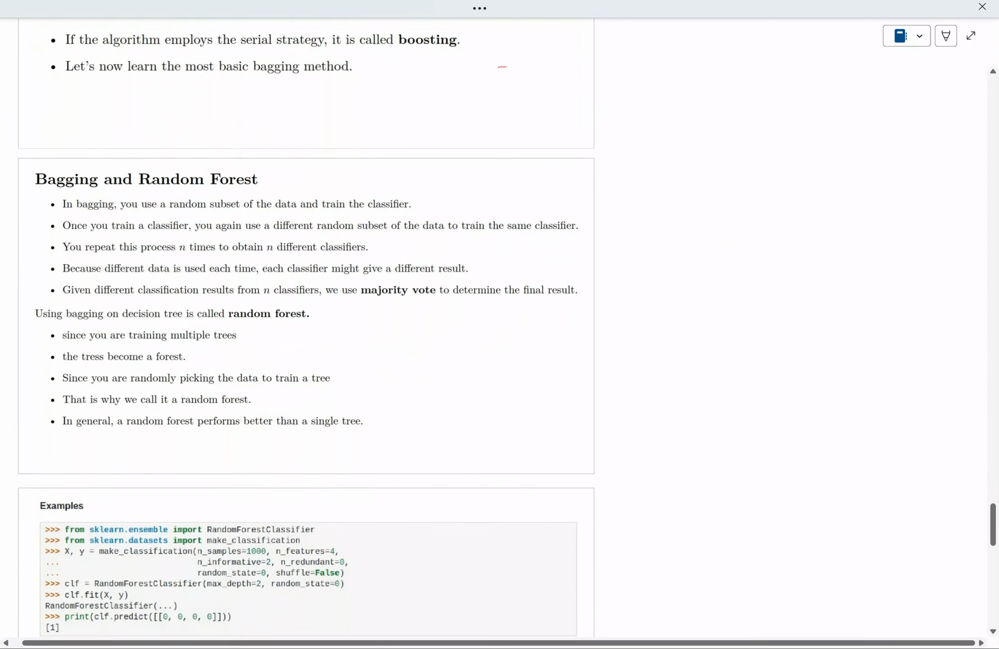 • If the algorithm employs the serial strategy, it is called boosting.
• Let's now learn the most basic bagging method.
Bagging and Random Forest
• In bagging, you use a random subset of the data and train the classifier.
• Once you train a classifier, you again use a different random subset of the data to train the same classifier.
• You repeat this process n times to obtain n different classifiers.
• Because different data is used each time, each classifier might give a different result.
• Given different classification results from n classifiers, we use majority vote to determine the final result.
Using bagging on decision tree is called random forest.
• since you are training multiple trees
• the tress become a forest.
• Since you are randomly picking the data to train a tree
• That is why we call it a random forest.
• In general, a random forest performs better than a single tree.
Examples
>>> from sklearn.ensemble import RandomForestClassifier
>>> from sklearn.datasets import make_classification
>>> X, y = make_classification(n_samples=1000, n_features=4,
...                            n_informative=2, n_redundant=0,
...                            random_state=0, shuffle=False)
>>> clf = RandomForestClassifier(max_depth=2, random_state=0)
>>> clf.fit(X, y)
RandomForestClassifier(...)
>>> print(clf.predict([[0, 0, 0, 0]]))
[1]